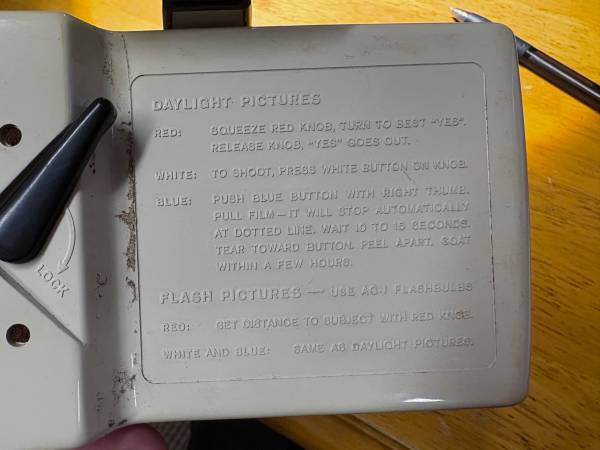 DAYLIGHT PICTURES
RED: SQUEEZE RED KNOB, TURN TO BEST "YES".
RELEASE KNOB, "YES" GOES OUT.
WHITE: TO SHOOT, PRESS WHITE BUTTON ON KNOB.
BLUE: PUSH BLUE BUTTON WITH RIGHT THUMB.
PULL FILM—IT WILL STOP AUTOMATICALLY
AT DOTTED LINE. WAIT 10 TO 15 SECONDS.
TEAR TOWARD BUTTON. PEEL APART. COAT
WITHIN A FEW HOURS.
FLASH PICTURES — USE AG-1 FLASHBULBS
RED: SET DISTANCE TO SUBJECT WITH RED KNOB.
WHITE AND BLUE: SAME AS DAYLIGHT PICTURES.
LOCK